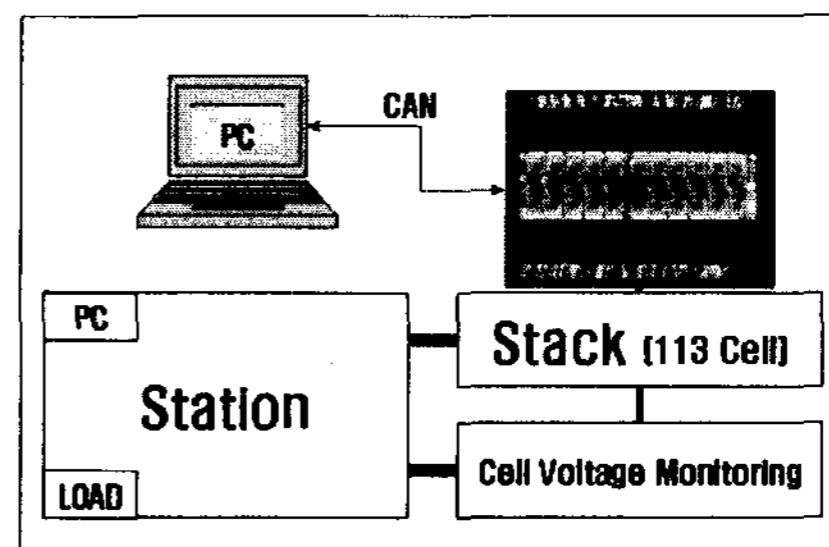 PC
CAN
PC
Stack (113 Cell)
Station
Cell Voltage Monitoring
LOAD